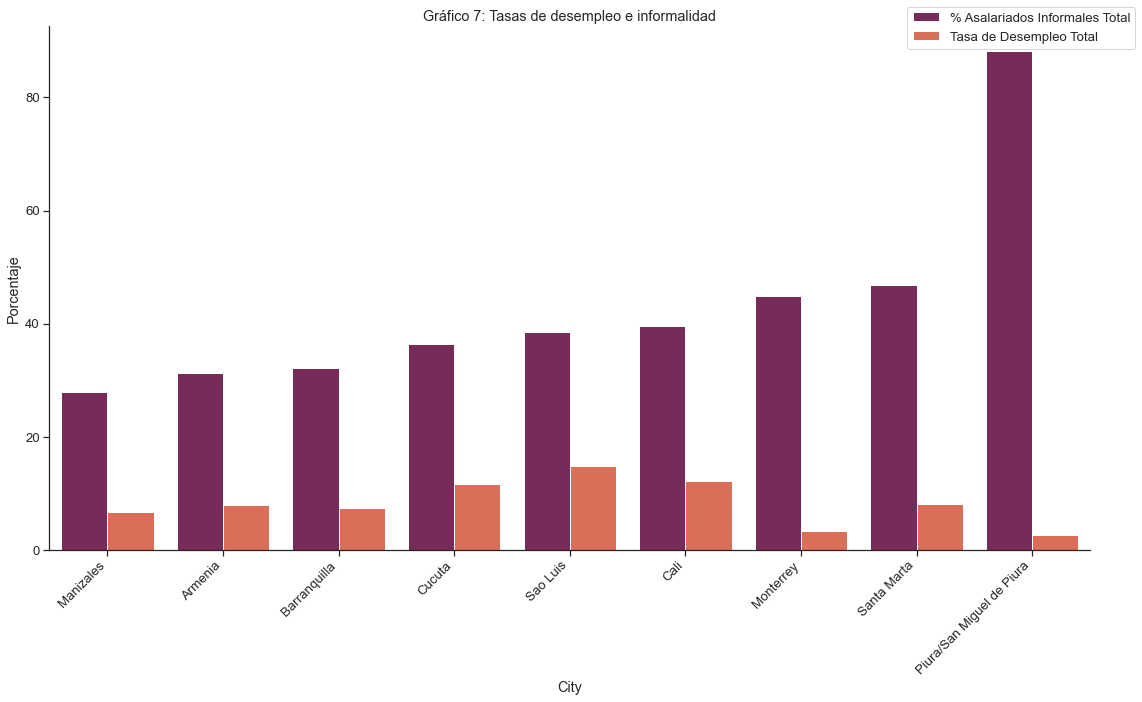 Gráfico 7: Tasas de desempleo e informalidad
% Asalariados Informales Total
Tasa de Desempleo Total
Porcentaje
80
60
40
20
0
Manizales
Armenia
Barranquilla
Cucuta
Sao Luis
Cali
Monterrey
Santa Marta
Piura/San Miguel de Piura
City